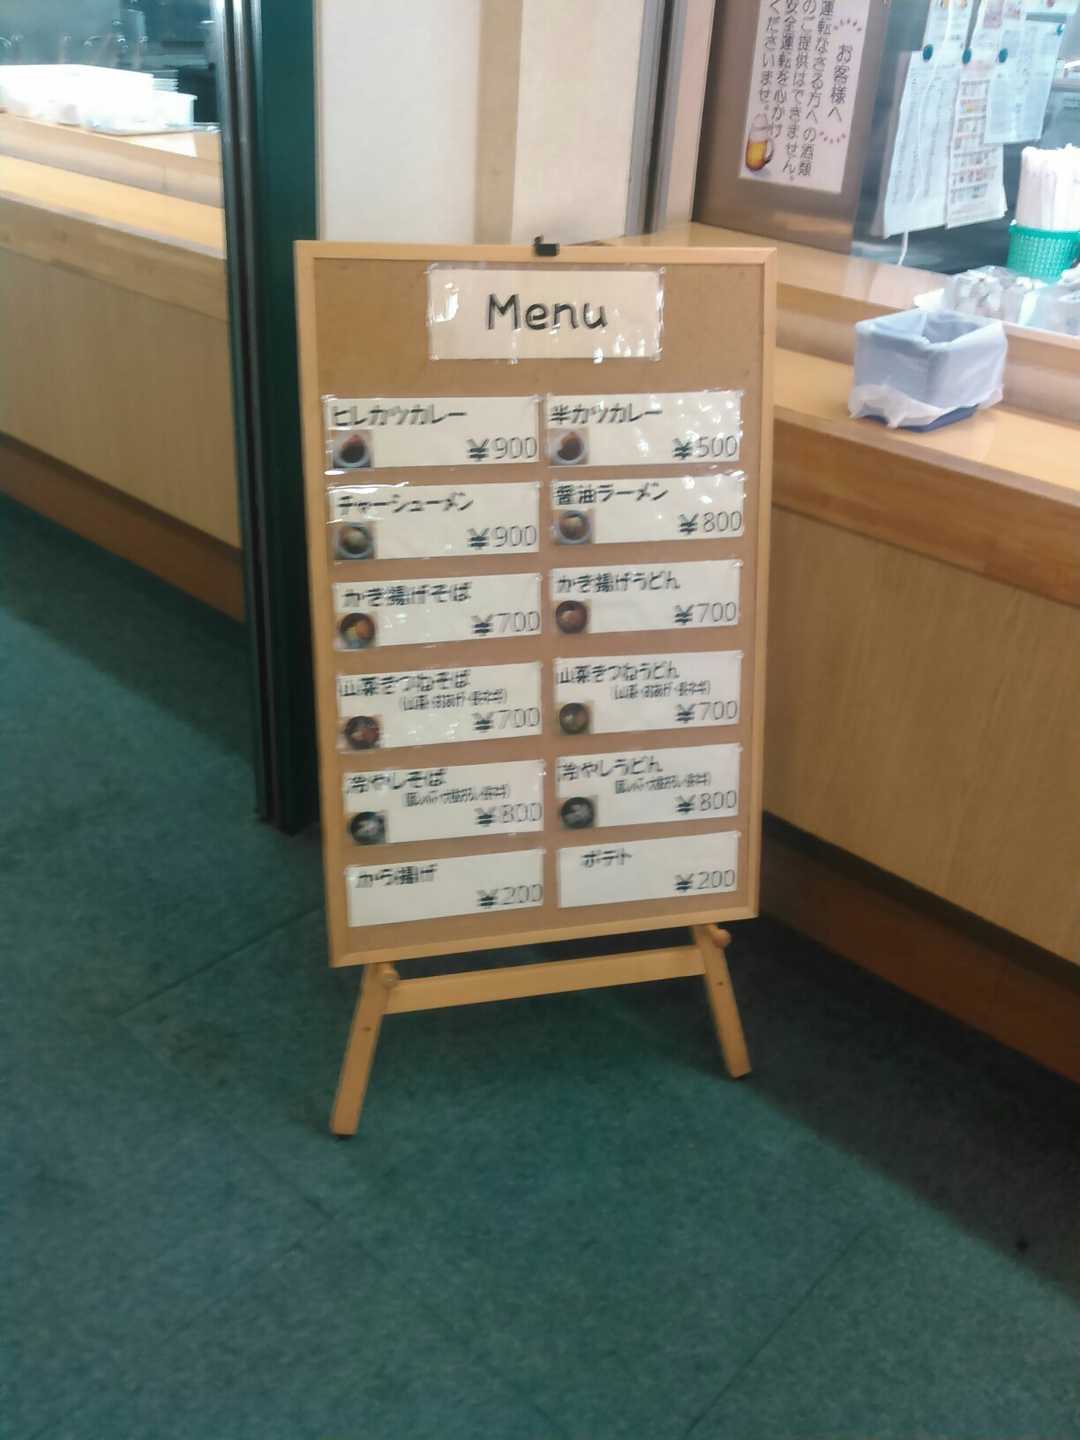 お客様へ
運転なさる方への酒類
のご提供はできません。
安全運転を心がけ
くださいませ。
Menu
ヒレカツカレー
¥900
半カツカレー
¥500
チャーシューメン
¥900
醤油ラーメン
¥800
かき揚げそば
¥700
かき揚げうどん
¥700
山菜きつねそば
¥700
山菜きつねうどん
¥700
冷やしそば
¥800
冷やしうどん
¥800
から揚げ
¥200
ポテト
¥200